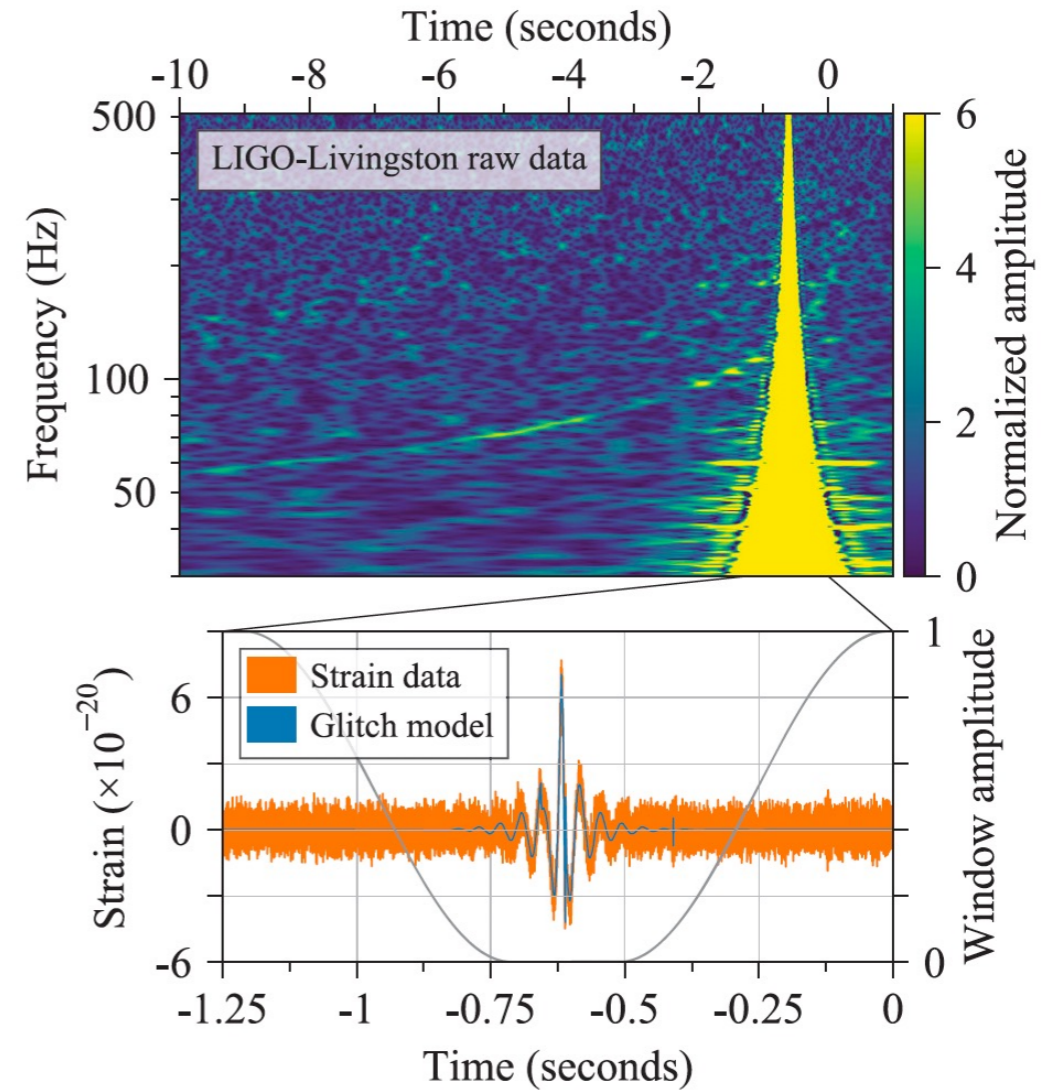 Time (seconds)
-10 -8 -6 -4 -2 0
500
100
50
Frequency (Hz)
LIGO-Livingston raw data
6
4
2
0
Normalized amplitude
Strain data
Glitch model
6
0
-6
Strain (×10⁻²⁰)
1
0
Window amplitude
-1.25 -1 -0.75 -0.5 -0.25 0
Time (seconds)